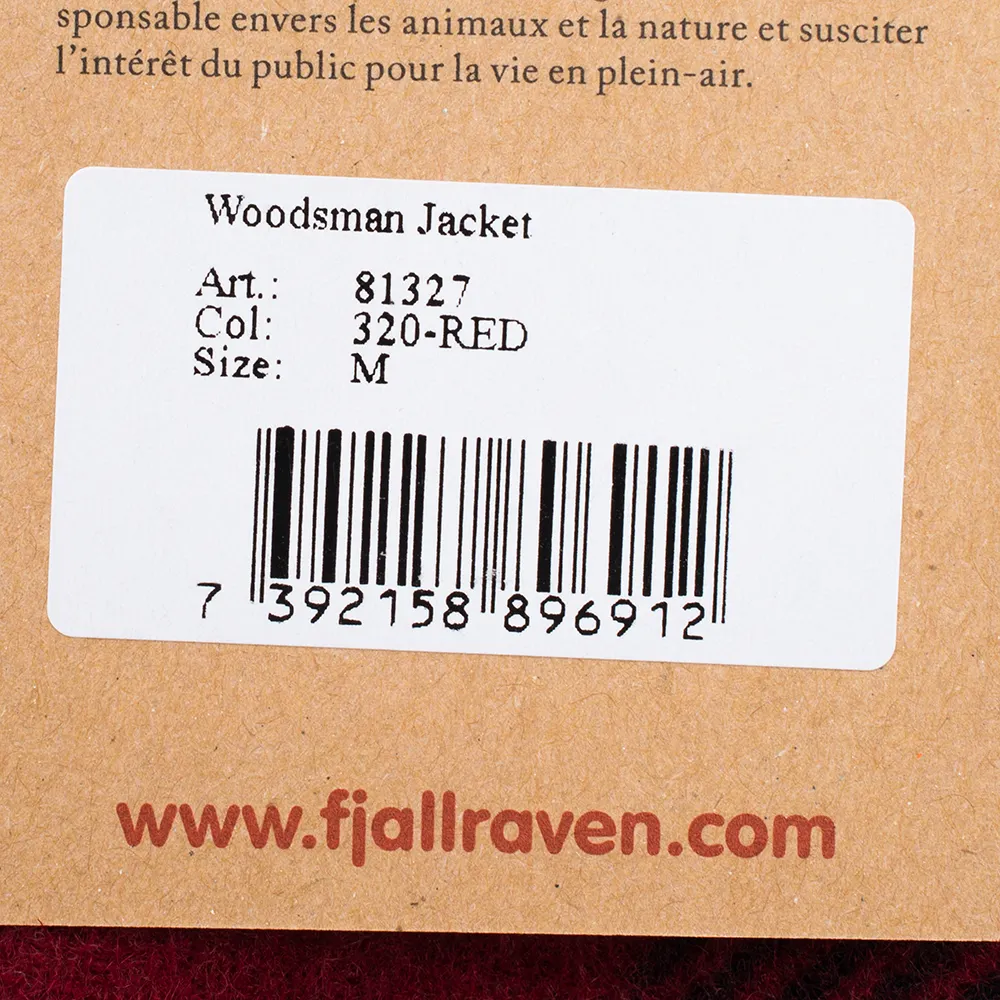 sponsable envers les animaux et la nature et susciter
l'intérêt du public pour la vie en plein-air.
Woodsman Jacket
Art.: 81327
Col: 320-RED
Size: M
7 392158 896912
www.fjallraven.com